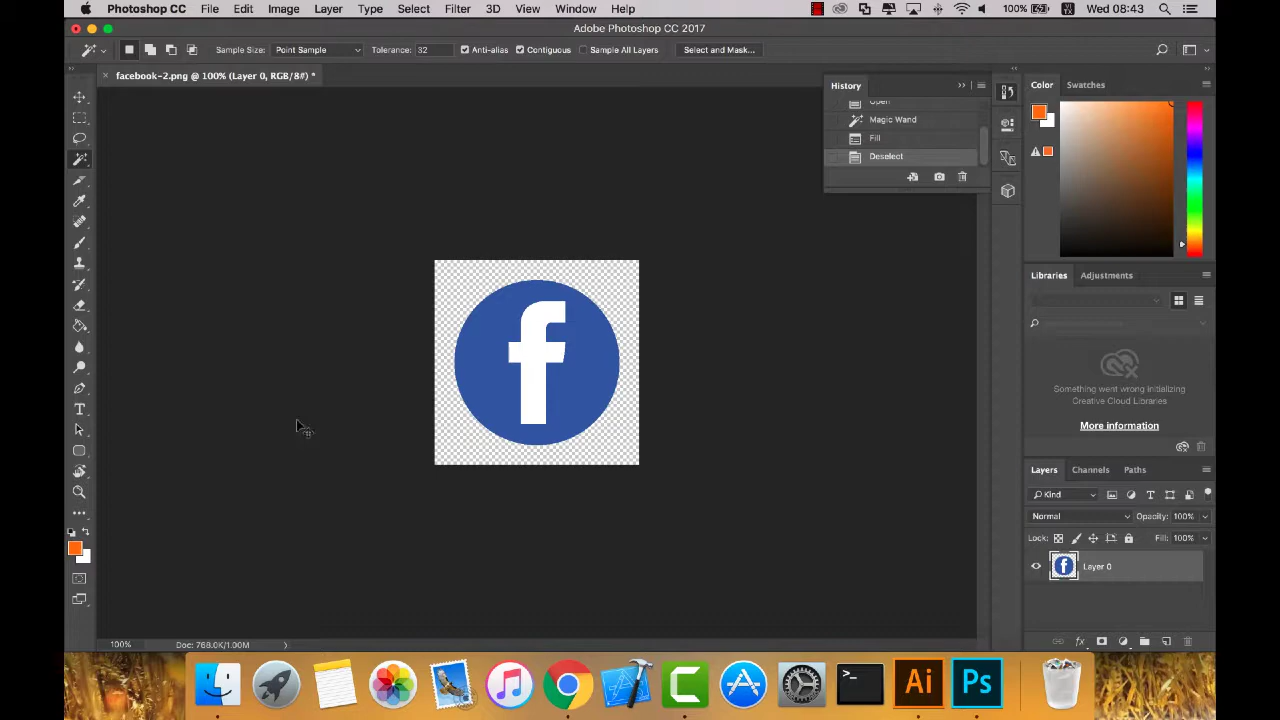 Photoshop CC File Edit Image Layer Type Select Filter 3D View Window Help 100% Wed 08:43
Adobe Photoshop CC 2017
Sample Size: Point Sample Tolerance: 32 Anti-alias Contiguous Sample All Layers Select and Mask...
facebook-2.png @ 100% (Layer 0, RGB/8#) *
History
Open
Magic Wand
Fill
Deselect
Color Swatches
Libraries Adjustments
Something went wrong initializing
Creative Cloud Libraries
More information
Layers Channels Paths
Kind
Normal Opacity: 100%
Lock: Fill: 100%
Layer 0
f
fx
100% Doc: 768.0K/1.00M
Ai Ps